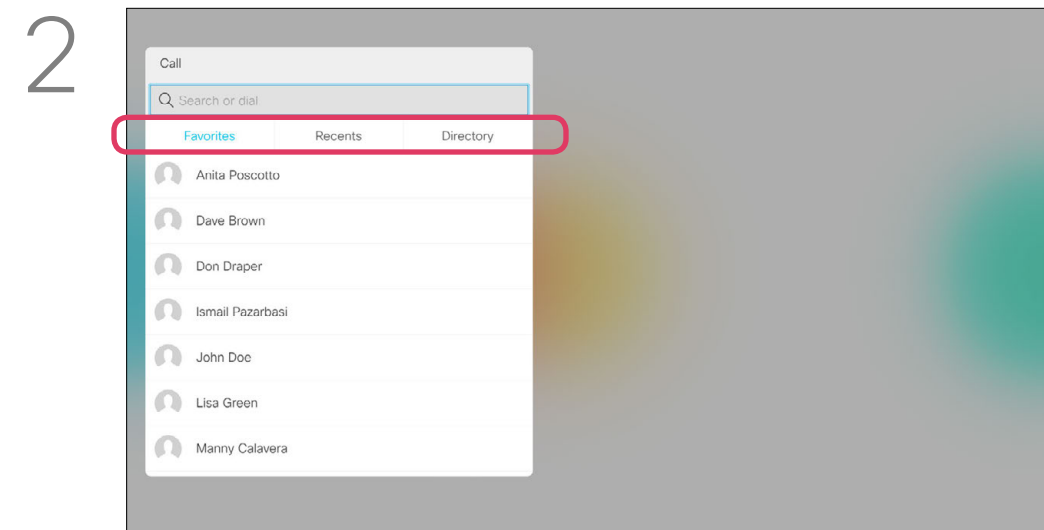 2
Call
Search or dial
Favorites Recents Directory
Anita Poscotto
Dave Brown
Don Draper
Ismail Pazarbasi
John Doe
Lisa Green
Manny Calavera